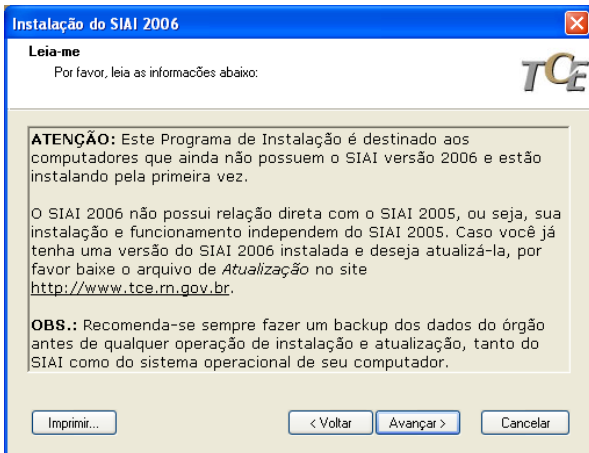 Instalação do SIAI 2006
Leia-me
Por favor, leia as informacões abaixo:
TCE
ATENÇÃO: Este Programa de Instalação é destinado aos
computadores que ainda não possuem o SIAI versão 2006 e estão
instalando pela primeira vez.
O SIAI 2006 não possui relação direta com o SIAI 2005, ou seja, sua
instalação e funcionamento independem do SIAI 2005. Caso você já
tenha uma versão do SIAI 2006 instalada e deseja atualizá-la, por
favor baixe o arquivo de Atualização no site
http://www.tce.rn.gov.br.
OBS.: Recomenda-se sempre fazer um backup dos dados do órgão
antes de qualquer operação de instalação e atualização, tanto do
SIAI como do sistema operacional de seu computador.
Imprimir... < Voltar Avançar > Cancelar